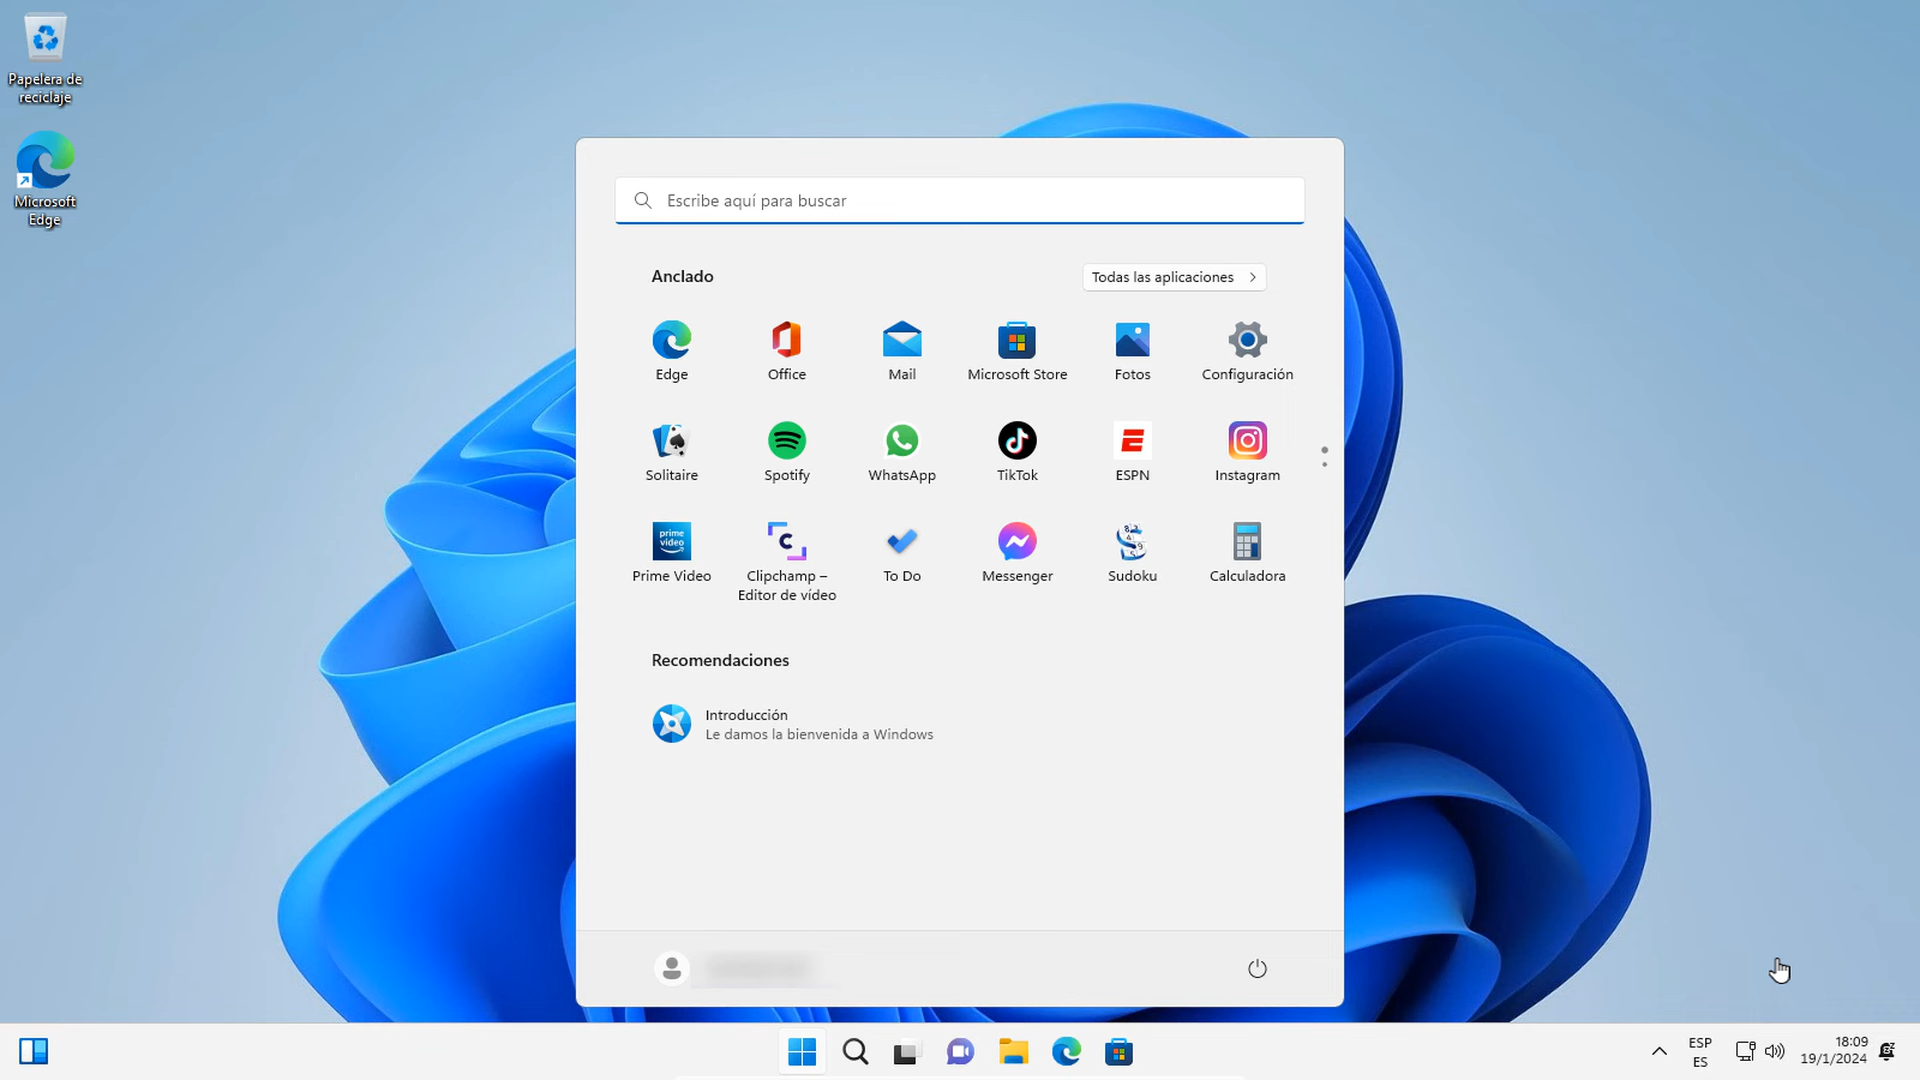 Papelera de
reciclaje
Microsoft
Edge
Escribe aquí para buscar
Anclado
Todas las aplicaciones
Edge
Office
Mail
Microsoft Store
Fotos
Configuración
Solitaire
Spotify
WhatsApp
TikTok
ESPN
Instagram
prime
video
Prime Video
Clipchamp –
Editor de vídeo
To Do
Messenger
Sudoku
Calculadora
Recomendaciones
Introducción
Le damos la bienvenida a Windows
ESP
ES
18:09
19/1/2024